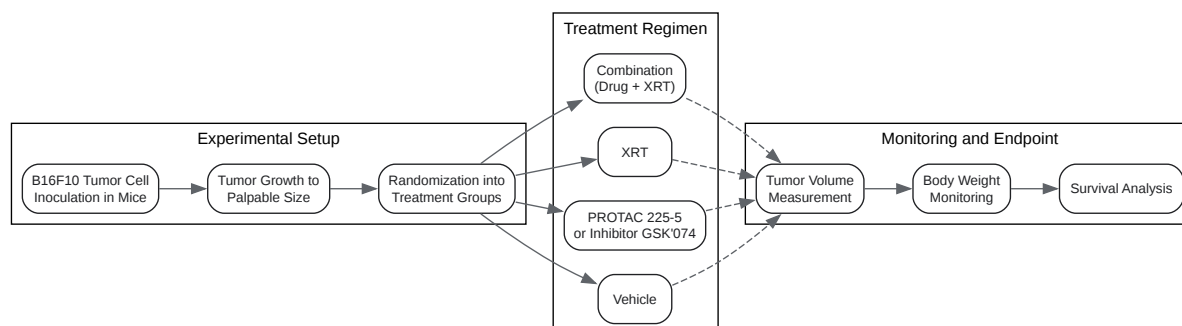 Experimental Setup
B16F10 Tumor Cell
Inoculation in Mice
Tumor Growth to
Palpable Size
Randomization into
Treatment Groups
Treatment Regimen
Combination
(Drug + XRT)
XRT
PROTAC 225-5
or Inhibitor GSK'074
Vehicle
Monitoring and Endpoint
Tumor Volume
Measurement
Body Weight
Monitoring
Survival Analysis